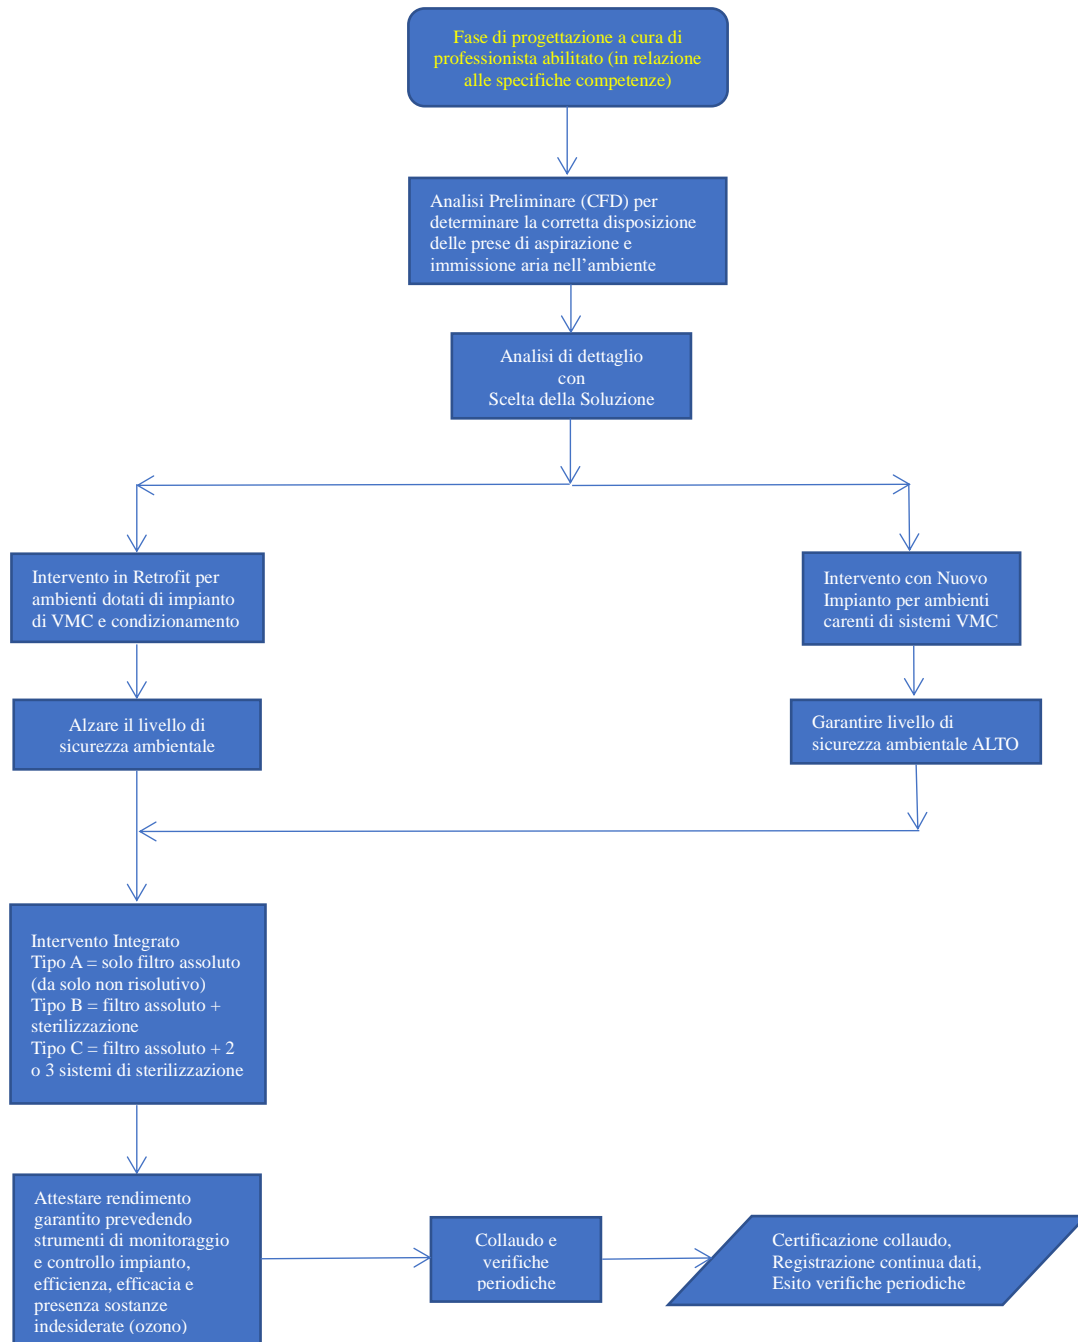 Fase di progettazione a cura di
professionista abilitato (in relazione
alle specifiche competenze)
Analisi Preliminare (CFD) per
determinare la corretta disposizione
delle prese di aspirazione e
immissione aria nell’ambiente
Analisi di dettaglio
con
Scelta della Soluzione
Intervento in Retrofit per
ambienti dotati di impianto
di VMC e condizionamento
Intervento con Nuovo
Impianto per ambienti
carenti di sistemi VMC
Alzare il livello di
sicurezza ambientale
Garantire livello di
sicurezza ambientale ALTO
Intervento Integrato
Tipo A = solo filtro assoluto
(da solo non risolutivo)
Tipo B = filtro assoluto +
sterilizzazione
Tipo C = filtro assoluto + 2
o 3 sistemi di sterilizzazione
Attestare rendimento
garantito prevedendo
strumenti di monitoraggio
e controllo impianto,
efficienza, efficacia e
presenza sostanze
indesiderate (ozono)
Collaudo e
verifiche
periodiche
Certificazione collaudo,
Registrazione continua dati,
Esito verifiche periodiche